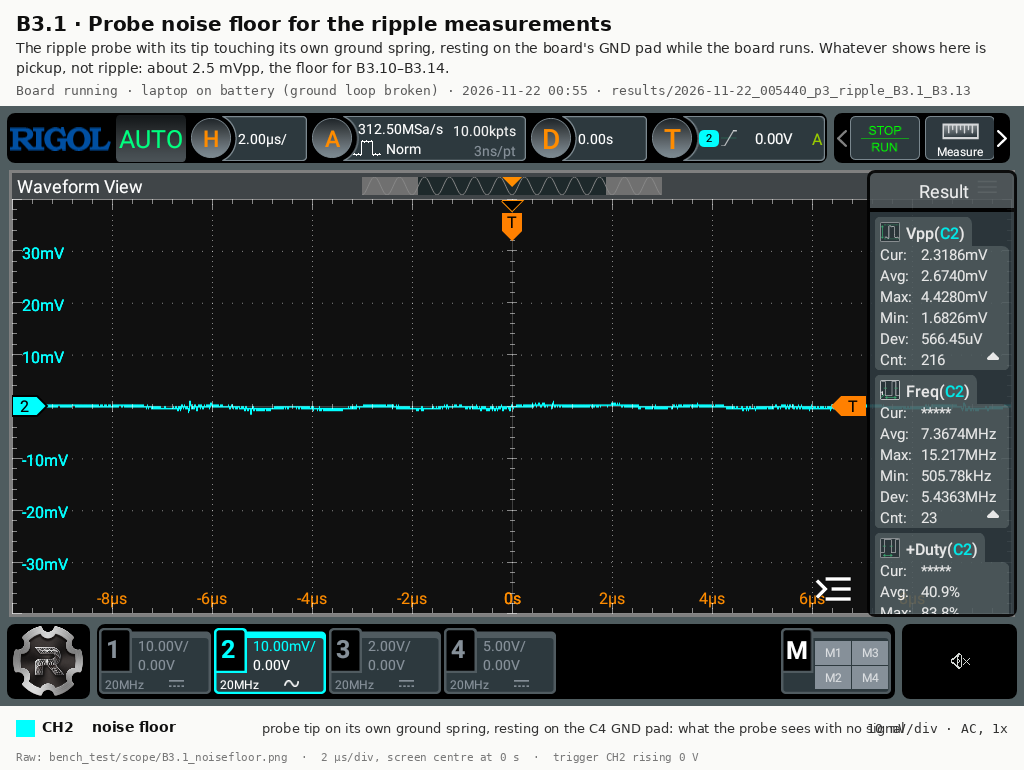 B3.1 · Probe noise floor for the ripple measurements
The ripple probe with its tip touching its own ground spring, resting on the board's GND pad while the board runs. Whatever shows here is
pickup, not ripple: about 2.5 mVpp, the floor for B3.10–B3.14.
Board running · laptop on battery (ground loop broken) · 2026-11-22 00:55 · results/2026-11-22_005440_p3_ripple_B3.1_B3.13
RIGOL AUTO H 2.00µs/ A 312.50MSa/s 10.00kpts Norm 3ns/pt D 0.00s T 2 0.00V A STOP RUN Measure
Waveform View
T
Result
30mV
20mV
10mV
2
T
-10mV
-20mV
-30mV
-8µs -6µs -4µs -2µs 0s 2µs 4µs 6µs
Vpp(C2)
Cur: 2.3186mV
Avg: 2.6740mV
Max: 4.4280mV
Min: 1.6826mV
Dev: 566.45uV
Cnt: 216
Freq(C2)
Cur: *****
Avg: 7.3674MHz
Max: 15.217MHz
Min: 505.78kHz
Dev: 5.4363MHz
Cnt: 23
+Duty(C2)
Cur: *****
Avg: 40.9%
Max: 83.8%
R
1 10.00V/ 0.00V 20MHz
2 10.00mV/ 0.00V 20MHz
3 2.00V/ 0.00V 20MHz
4 5.00V/ 0.00V 20MHz
M M1 M3 M2 M4
CH2 noise floor probe tip on its own ground spring, resting on the C4 GND pad: what the probe sees with no signal 10 mV/div · AC, 1x
Raw: bench_test/scope/B3.1_noisefloor.png · 2 µs/div, screen centre at 0 s · trigger CH2 rising 0 V